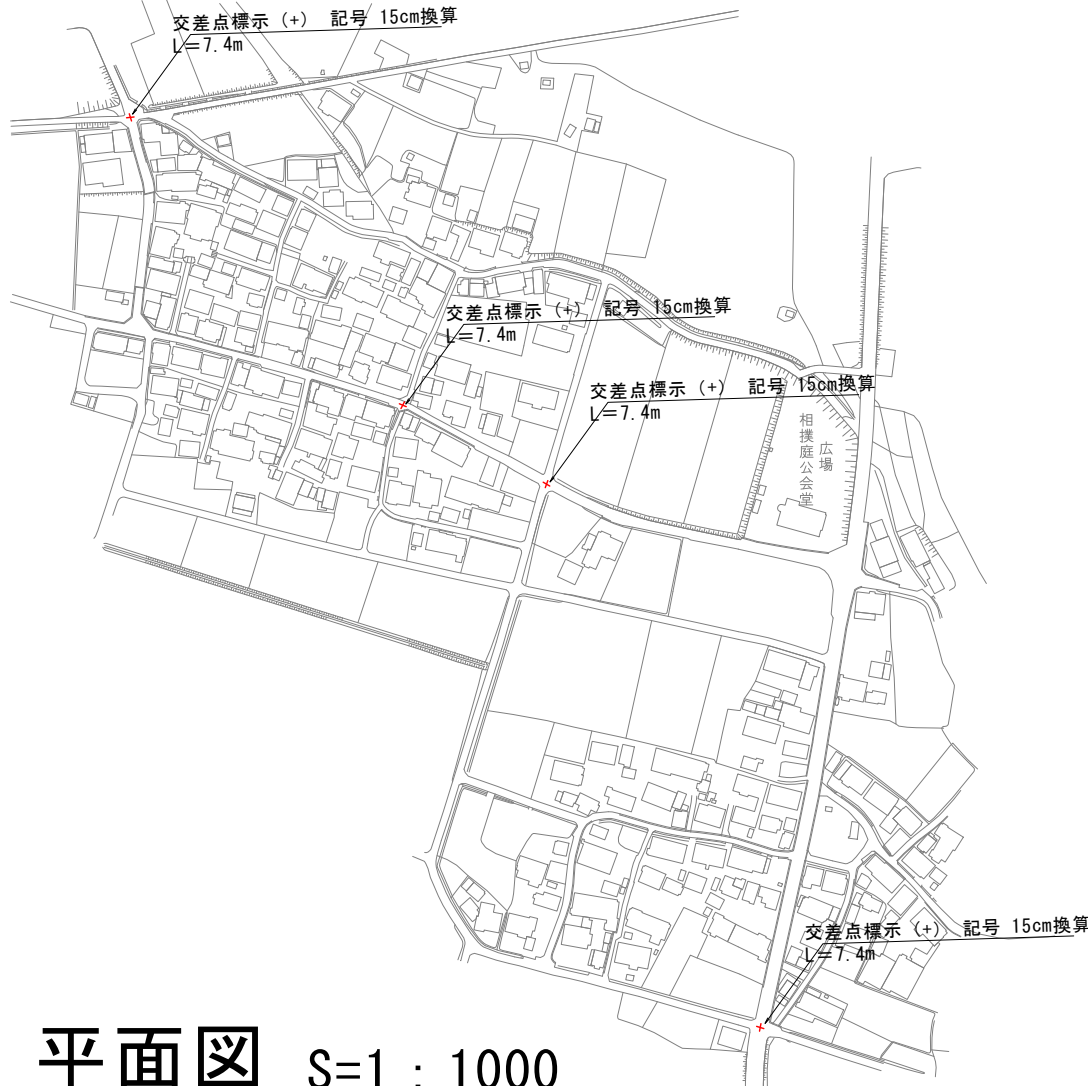 交差点標示（+） 記号 15cm換算
L=7.4m
交差点標示（+） 記号 15cm換算
L=7.4m
交差点標示（+） 記号 15cm換算
L=7.4m
相撲庭公会堂
広場
交差点標示（+） 記号 15cm換算
L=7.4m
平面図 S=1：1000